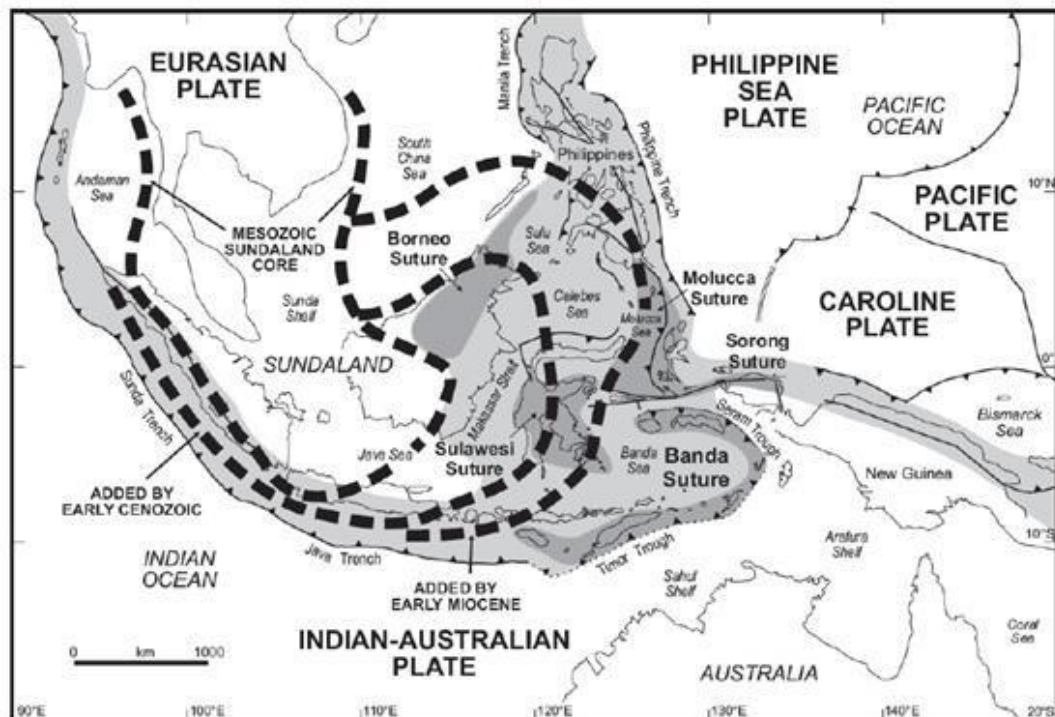 EURASIAN
PLATE
PHILIPPINE
SEA
PLATE
PACIFIC
OCEAN
Manila Trench
Philippine Trench
South
China
Sea
Philippines
Andaman
Sea
10°N
PACIFIC
PLATE
MESOZOIC
SUNDALAND
CORE
Borneo
Suture
Sulu
Sea
Molucca
Suture
Celebes
Sea
Molucca
Sea
CAROLINE
PLATE
Sunda
Shelf
Sorong
Suture
0°
SUNDALAND
Makassar Strait
Sunda Trench
Seram Trough
Bismarck
Sea
Java Sea
Sulawesi
Suture
Banda
Sea
Banda
Suture
New Guinea
ADDED BY
EARLY CENOZOIC
Java Trench
Timor Trough
10°S
Arafura
Shelf
INDIAN
OCEAN
Sahul
Shelf
ADDED BY
EARLY MIOCENE
Coral
Sea
INDIAN-AUSTRALIAN
PLATE
AUSTRALIA
0 km 1000
90°E 100°E 110°E 120°E 130°E 140°E 20°S